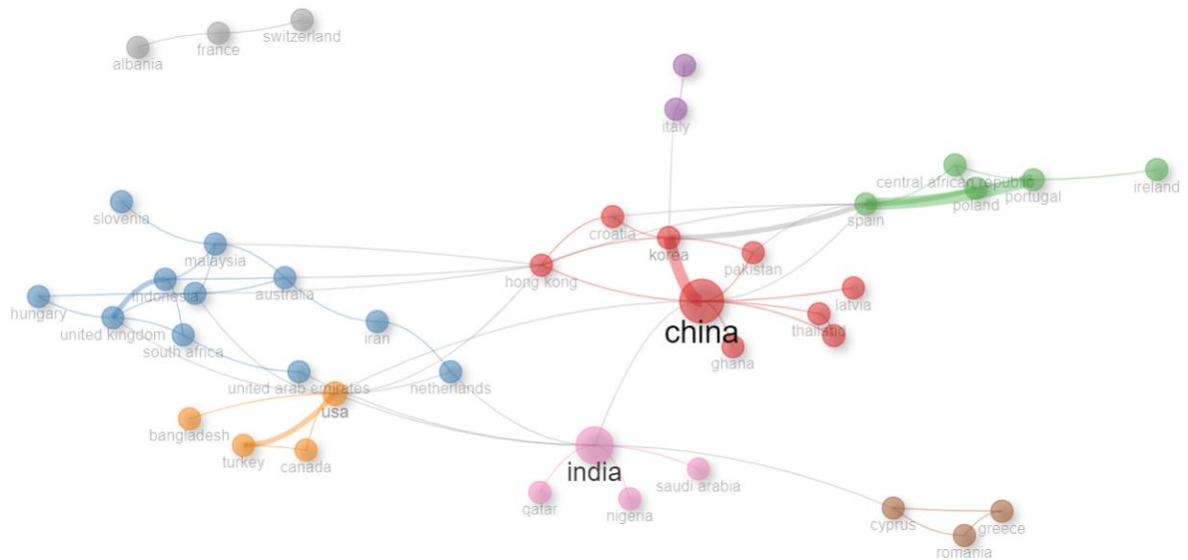 switzerland
france
albania
italy
central african republic
ireland
poland
portugal
spain
slovenia
croatia
korea
malaysia
pakistan
hong kong
indonesia
australia
latvia
hungary
united kingdom
china
iran
south africa
ghana
united arab emirates
netherlands
usa
bangladesh
turkey
canada
india
saudi arabia
qatar
nigeria
cyprus
greece
romania